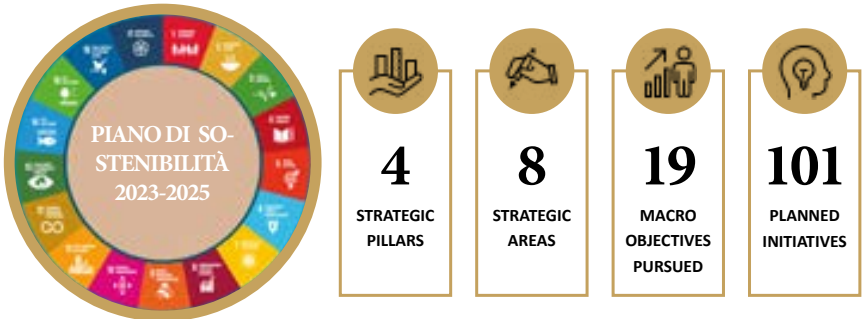 PIANO DI SO-
STENIBILITÀ
2023-2025
4
STRATEGIC
PILLARS
8
STRATEGIC
AREAS
19
MACRO
OBJECTIVES
PURSUED
101
PLANNED
INITIATIVES